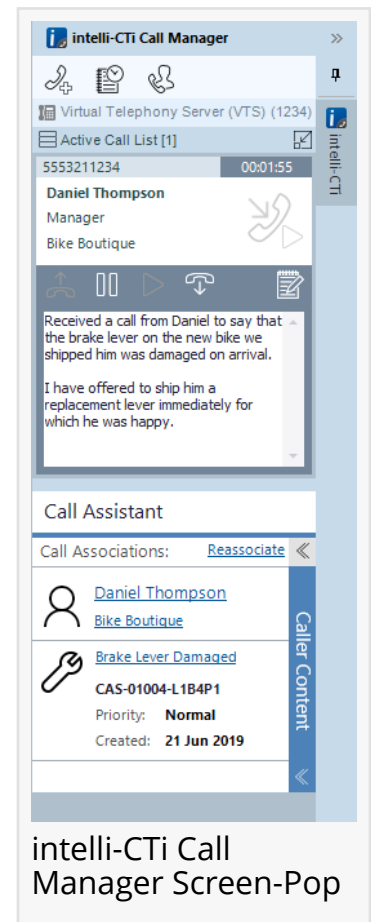 intelli-CTi Call Manager
Virtual Telephony Server (VTS) (1234)
Active Call List [1]
5553211234 00:01:55
Daniel Thompson
Manager
Bike Boutique
Received a call from Daniel to say that
the brake lever on the new bike we
shipped him was damaged on arrival.
I have offered to ship him a
replacement lever immediately for
which he was happy.
Call Assistant
Call Associations: Reassociate
Daniel Thompson
Bike Boutique
Brake Lever Damaged
CAS-01004-L1B4P1
Priority: Normal
Created: 21 Jun 2019
Caller Content
intelli-CTi
intelli-CTi Call
Manager Screen-Pop